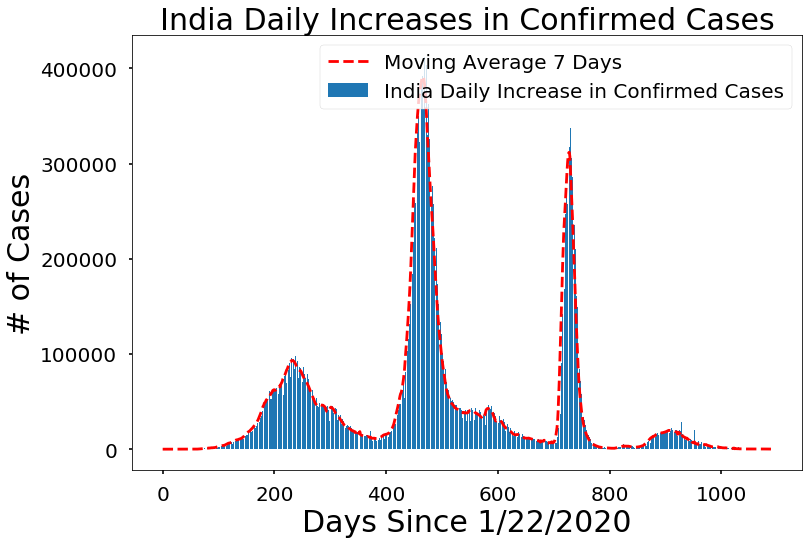 India Daily Increases in Confirmed Cases
Moving Average 7 Days
India Daily Increase in Confirmed Cases
# of Cases
400000
300000
200000
100000
0
0 200 400 600 800 1000
Days Since 1/22/2020